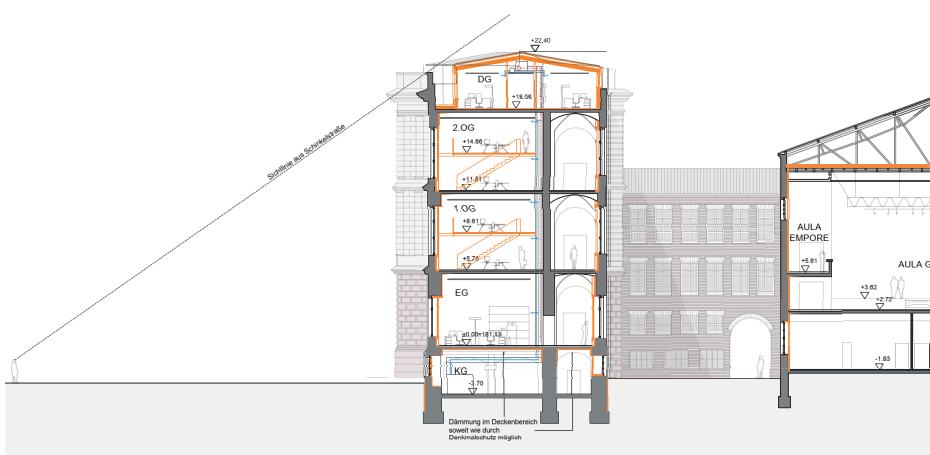 +22.40
DG
+18.06
Sichtlinie aus Schinkelstraße
2.OG
+14.66
+11.81
1.OG
+8.61
+5.76
EG
±0.00=181.13
KG
-3.70
Dämmung im Deckenbereich
soweit wie durch
Denkmalschutz möglich
AULA
EMPORE
+5.61
AULA G
+3.62
+2.72
-1.83